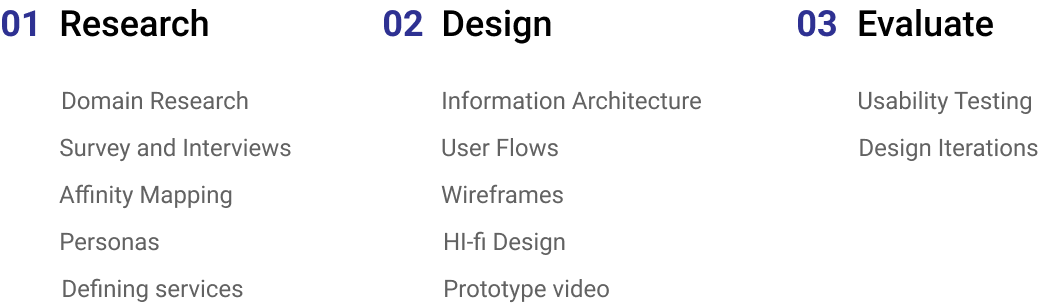 01 Research
Domain Research
Survey and Interviews
Affinity Mapping
Personas
Defining services
02 Design
Information Architecture
User Flows
Wireframes
HI-fi Design
Prototype video
03 Evaluate
Usability Testing
Design Iterations